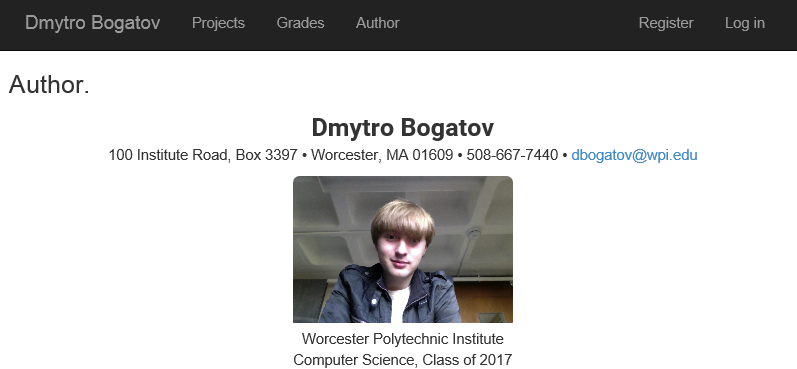 Dmytro Bogatov Projects Grades Author Register Log in
Author.
Dmytro Bogatov
100 Institute Road, Box 3397 • Worcester, MA 01609 • 508-667-7440 • dbogatov@wpi.edu
Worcester Polytechnic Institute
Computer Science, Class of 2017